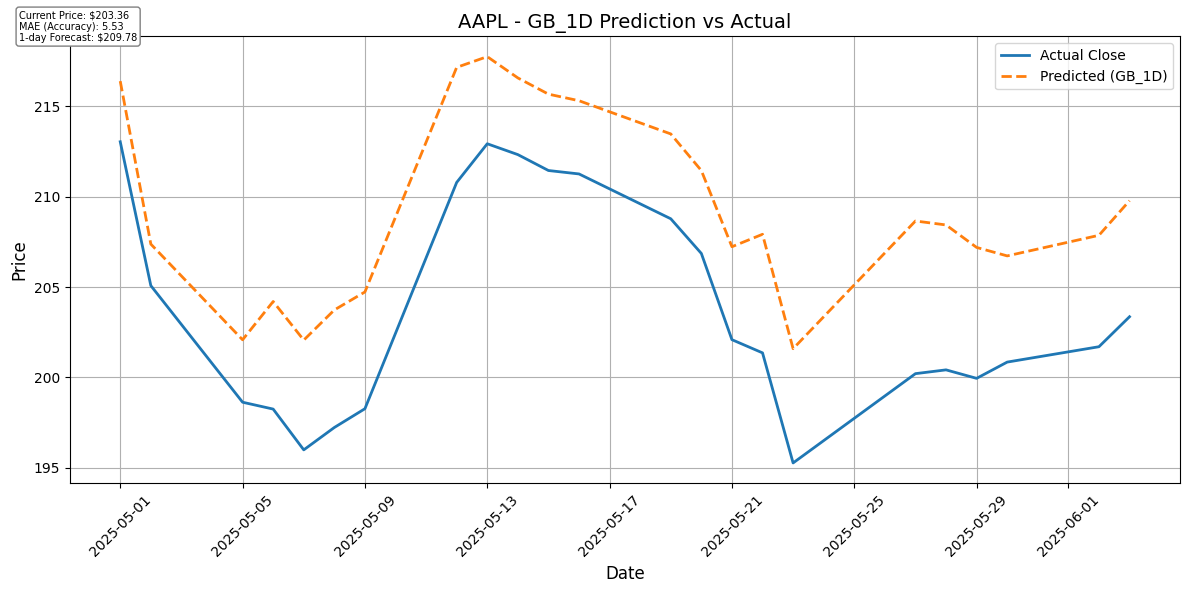 AAPL - GB_1D Prediction vs Actual
Current Price: $203.36
MAE (Accuracy): 5.53
1-day Forecast: $209.78
Actual Close
Predicted (GB_1D)
Price
215
210
205
200
195
2025-05-01
2025-05-05
2025-05-09
2025-05-13
2025-05-17
2025-05-21
2025-05-25
2025-05-29
2025-06-01
Date